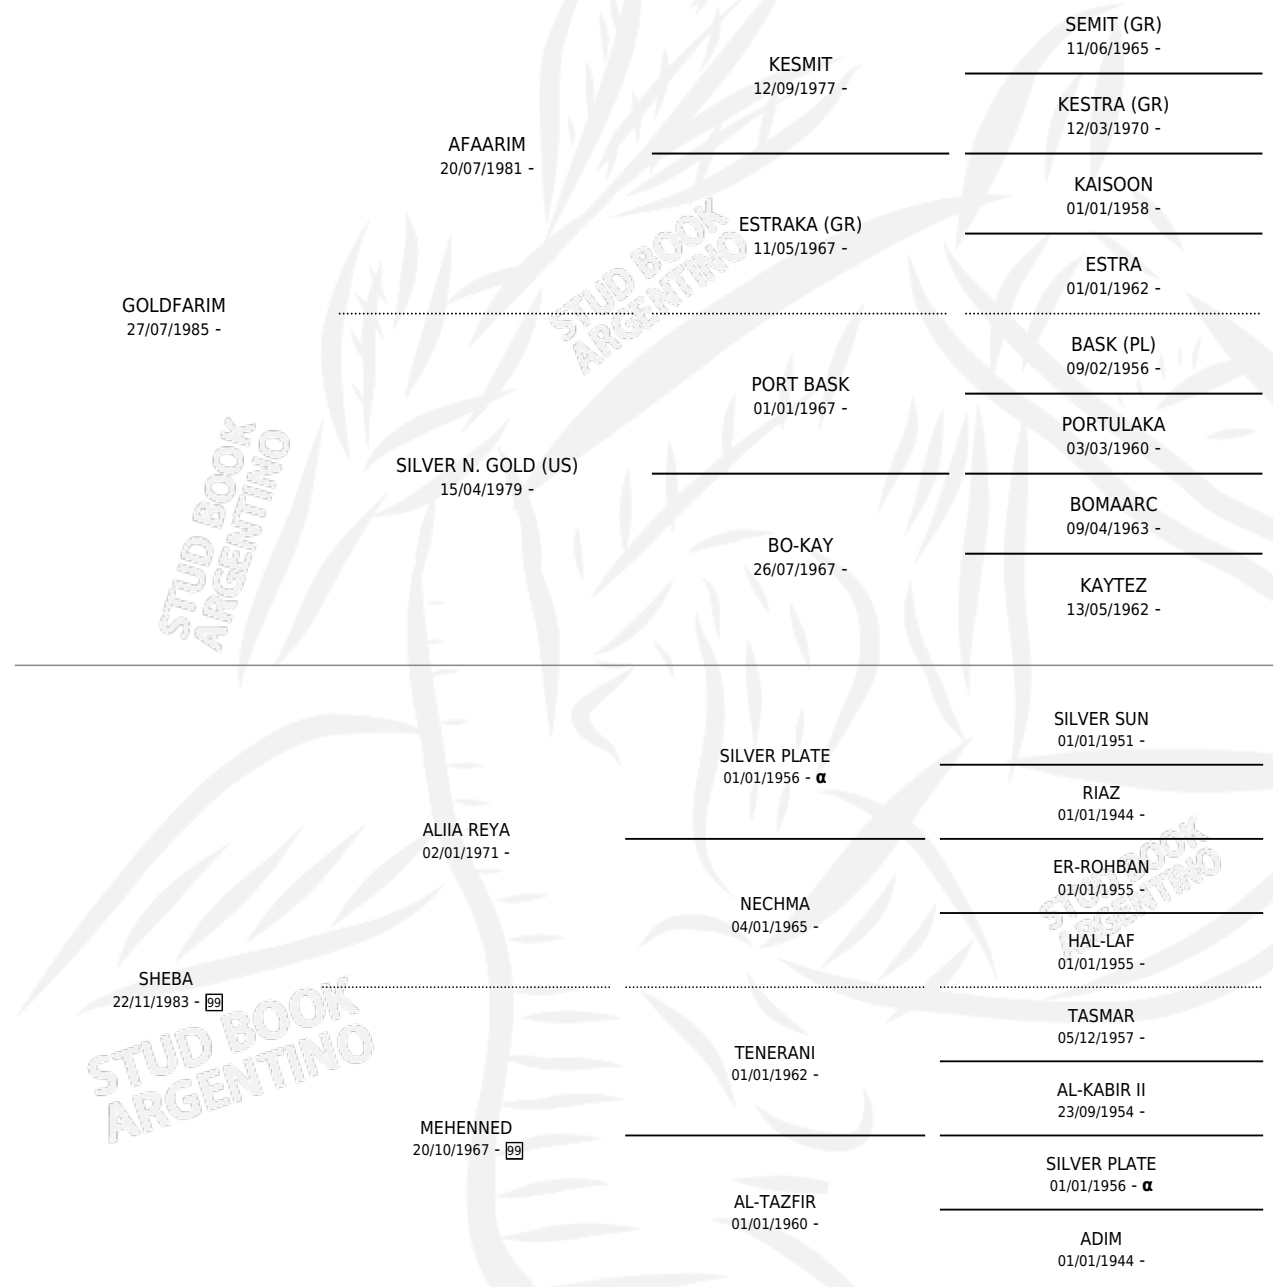 SEMIT (GR)
11/06/1965 -
KESMIT
12/09/1977 -
KESTRA (GR)
12/03/1970 -
AFAARIM
20/07/1981 -
KAISOON
01/01/1958 -
ESTRAKA (GR)
11/05/1967 -
ESTRA
01/01/1962 -
GOLDFARIM
27/07/1985 -
BASK (PL)
09/02/1956 -
PORT BASK
01/01/1967 -
PORTULAKA
03/03/1960 -
SILVER N. GOLD (US)
15/04/1979 -
BOMAARC
09/04/1963 -
BO-KAY
26/07/1967 -
KAYTEZ
13/05/1962 -
SILVER SUN
01/01/1951 -
SILVER PLATE
01/01/1956 - α
RIAZ
01/01/1944 -
ALIIA REYA
02/01/1971 -
ER-ROHBAN
01/01/1955 -
NECHMA
04/01/1965 -
HAL-LAF
01/01/1955 -
SHEBA
22/11/1983 - 99
TASMAR
05/12/1957 -
TENERANI
01/01/1962 -
AL-KABIR II
23/09/1954 -
MEHENNED
20/10/1967 - 99
SILVER PLATE
01/01/1956 - α
AL-TAZFIR
01/01/1960 -
ADIM
01/01/1944 -
STUD BOOK
ARGENTINO
STUD BOOK
ARGENTINO
STUD BOOK
ARGENTINO
STUD BOOK
ARGENTINO